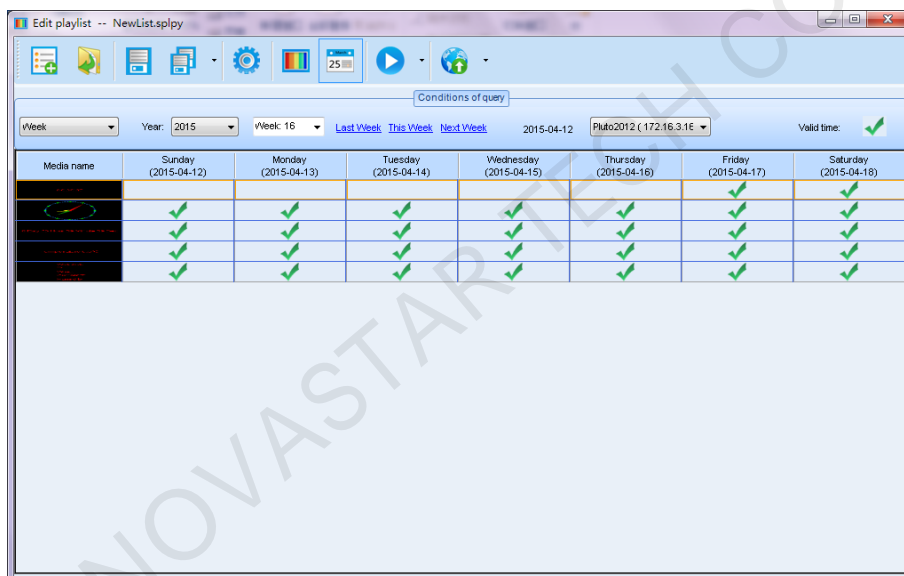 Edit playlist -- NewList.splpy
25
Conditions of query
Week Year: 2015 Week: 16 Last Week This Week Next Week 2015-04-12 Pluto2012 ( 172.16.3.16 Valid time:
Media name Sunday Monday Tuesday Wednesday Thursday Friday Saturday
(2015-04-12) (2015-04-13) (2015-04-14) (2015-04-15) (2015-04-16) (2015-04-17) (2015-04-18)
NOVASTAR TECH CO